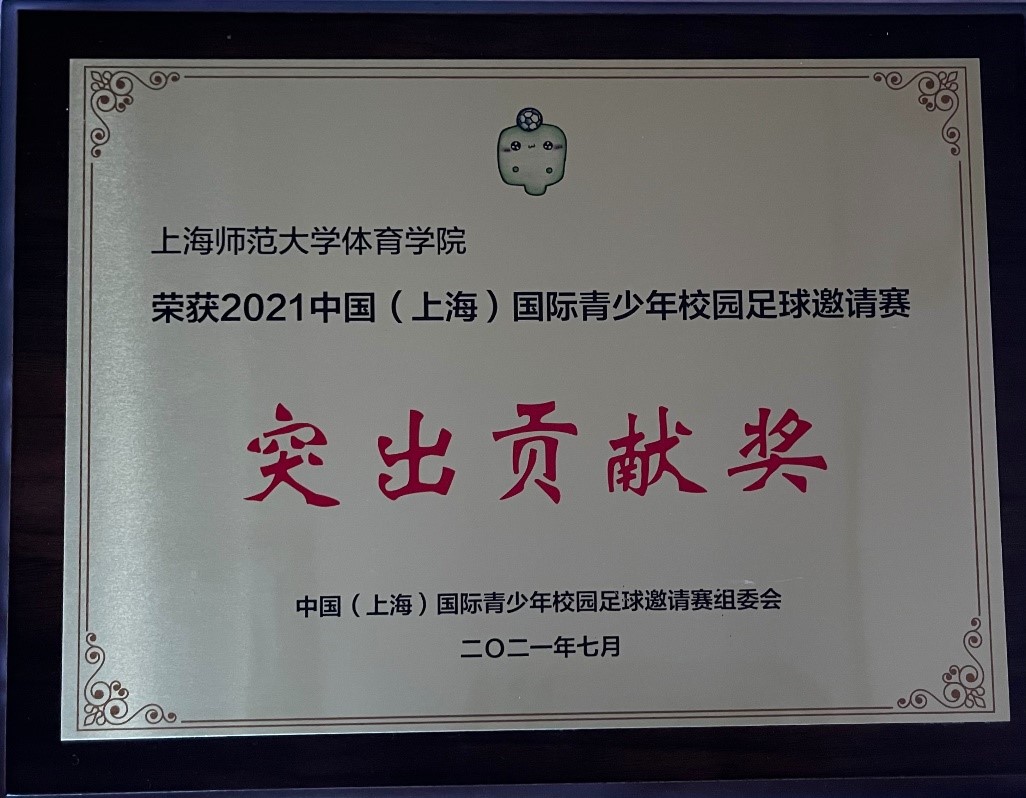 上海师范大学体育学院
荣获2021中国（上海）国际青少年校园足球邀请赛
突出贡献奖
中国（上海）国际青少年校园足球邀请赛组委会
二〇二一年七月